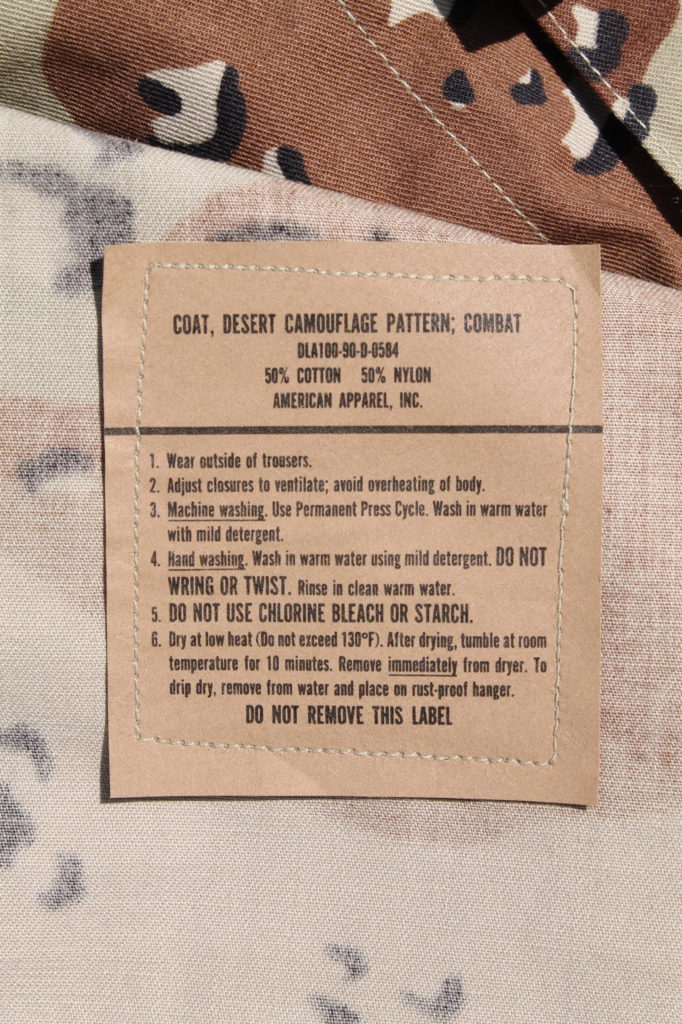 COAT, DESERT CAMOUFLAGE PATTERN; COMBAT
DLA100-90-D-0584
50% COTTON 50% NYLON
AMERICAN APPAREL, INC.
1. Wear outside of trousers.
2. Adjust closures to ventilate; avoid overheating of body.
3. Machine washing. Use Permanent Press Cycle. Wash in warm water
with mild detergent.
4. Hand washing. Wash in warm water using mild detergent. DO NOT
WRING OR TWIST. Rinse in clean warm water.
5. DO NOT USE CHLORINE BLEACH OR STARCH.
6. Dry at low heat (Do not exceed 130°F). After drying, tumble at room
temperature for 10 minutes. Remove immediately from dryer. To
drip dry, remove from water and place on rust-proof hanger.
DO NOT REMOVE THIS LABEL